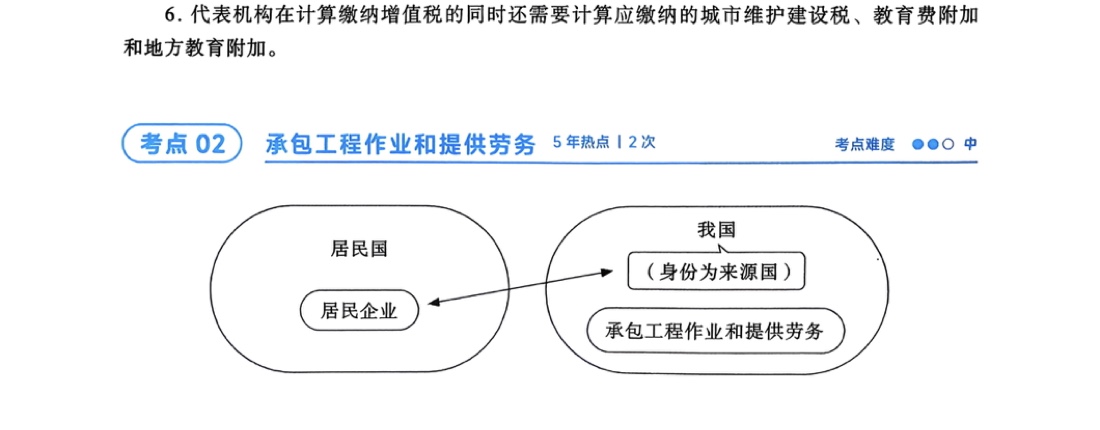 6. 代表机构在计算缴纳增值税的同时还需要计算应缴纳的城市维护建设税、教育费附加
和地方教育附加。
考点 02 承包工程作业和提供劳务 5 年热点 | 2 次 考点难度 中
居民国
居民企业
我国
（身份为来源国）
承包工程作业和提供劳务